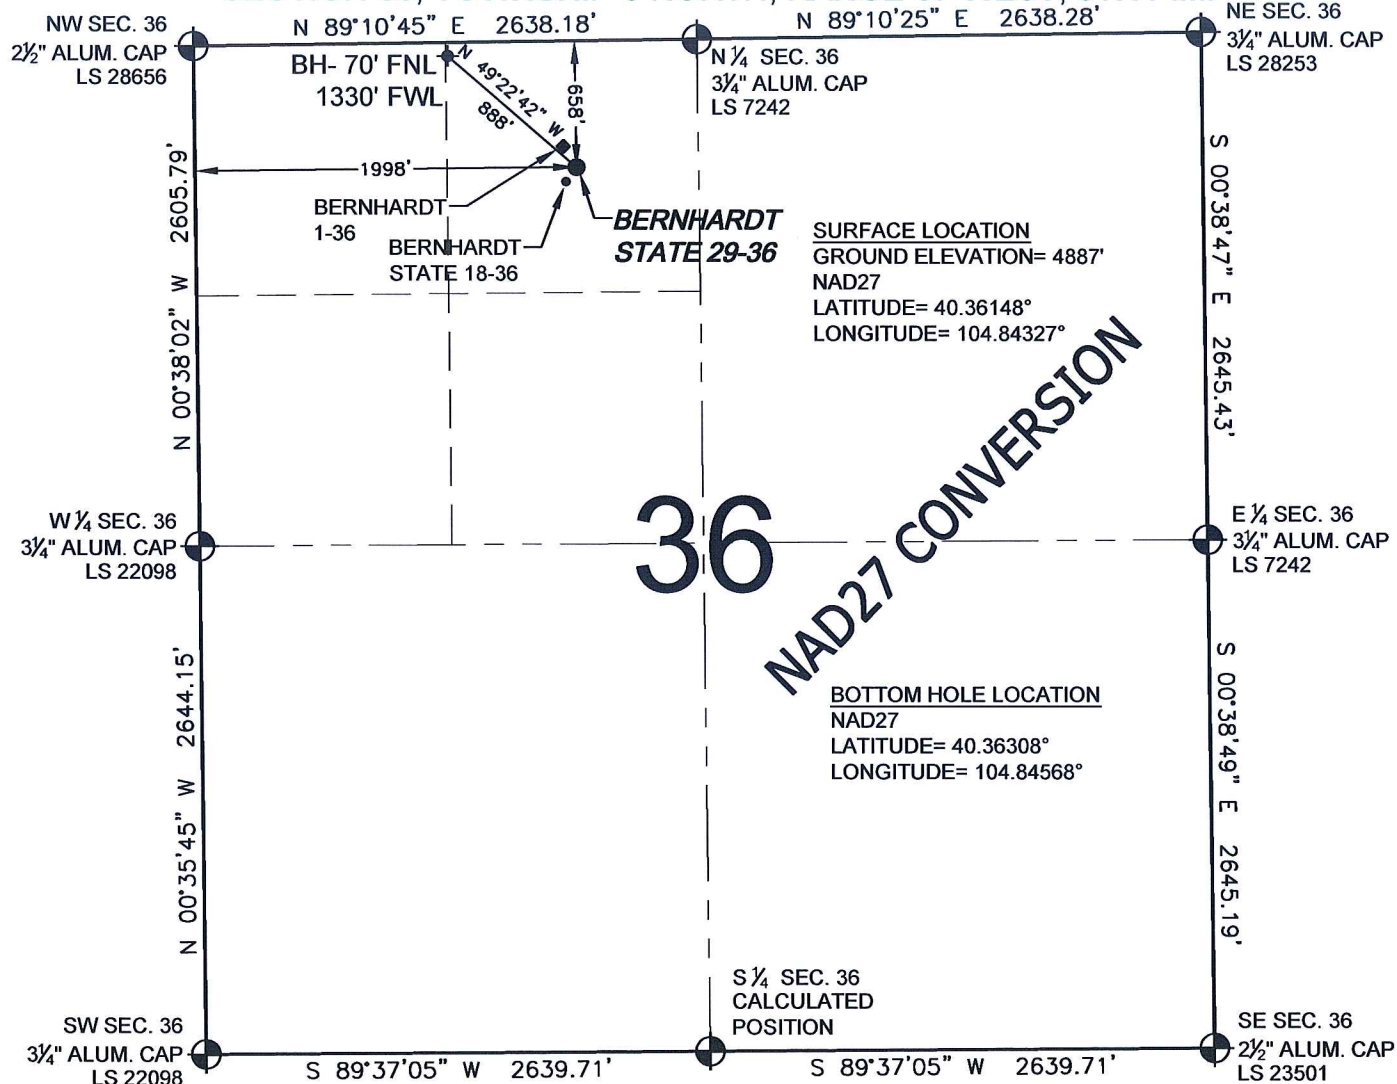 N 89°10'45" E 2638.18'
N 89°10'25" E 2638.28'
NW SEC. 36
2½" ALUM. CAP
LS 28656
N ¼ SEC. 36
3¼" ALUM. CAP
LS 7242
NE SEC. 36
3¼" ALUM. CAP
LS 28253
BH- 70' FNL
1330' FWL
N 49°22'42" W
888'
658'
1998'
BERNHARDT
1-36
BERNHARDT
STATE 18-36
BERNHARDT
STATE 29-36
SURFACE LOCATION
GROUND ELEVATION= 4887'
NAD27
LATITUDE= 40.36148°
LONGITUDE= 104.84327°
N 00°38'02" W 2605.79'
S 00°38'47" E 2645.43'
NAD27 CONVERSION
36
W ¼ SEC. 36
3¼" ALUM. CAP
LS 22098
E ¼ SEC. 36
3¼" ALUM. CAP
LS 7242
BOTTOM HOLE LOCATION
NAD27
LATITUDE= 40.36308°
LONGITUDE= 104.84568°
N 00°35'45" W 2644.15'
S 00°38'49" E 2645.19'
S ¼ SEC. 36
CALCULATED
POSITION
SW SEC. 36
3¼" ALUM. CAP
LS 22098
SE SEC. 36
2½" ALUM. CAP
LS 23501
S 89°37'05" W 2639.71'
S 89°37'05" W 2639.71'